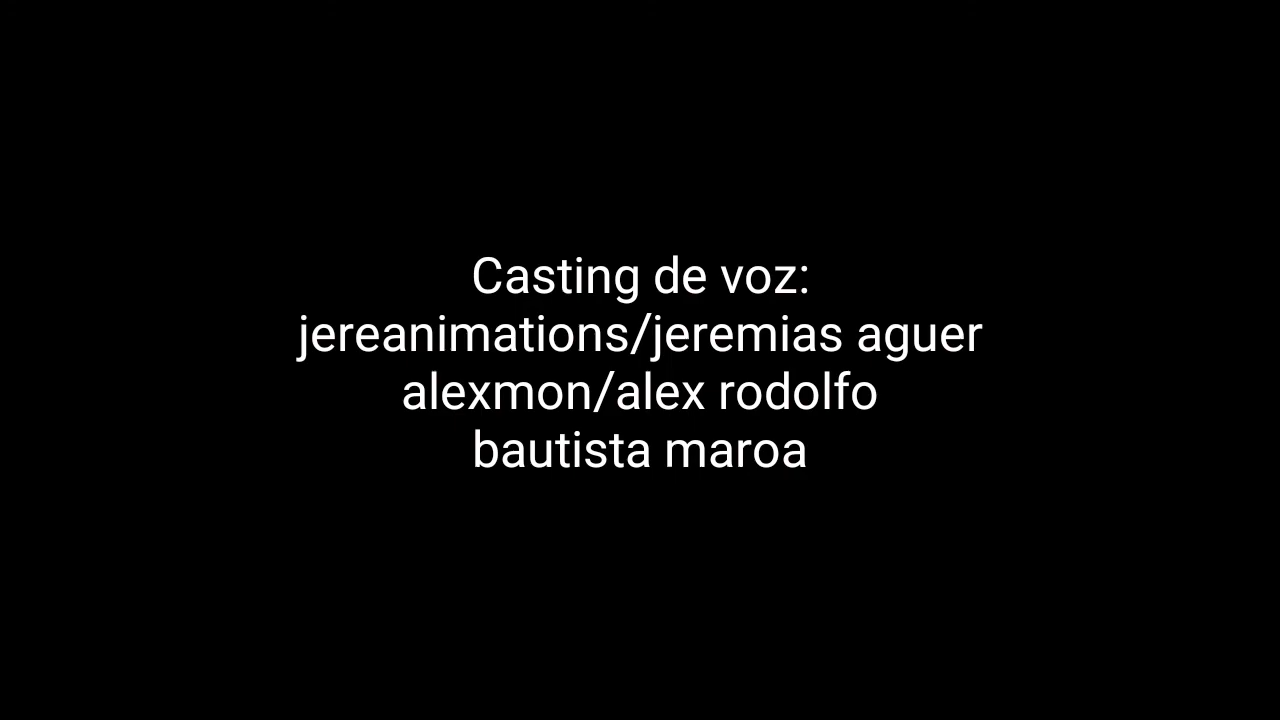 Casting de voz:
jereanimations/jeremias aguer
alexmon/alex rodolfo
bautista maroa